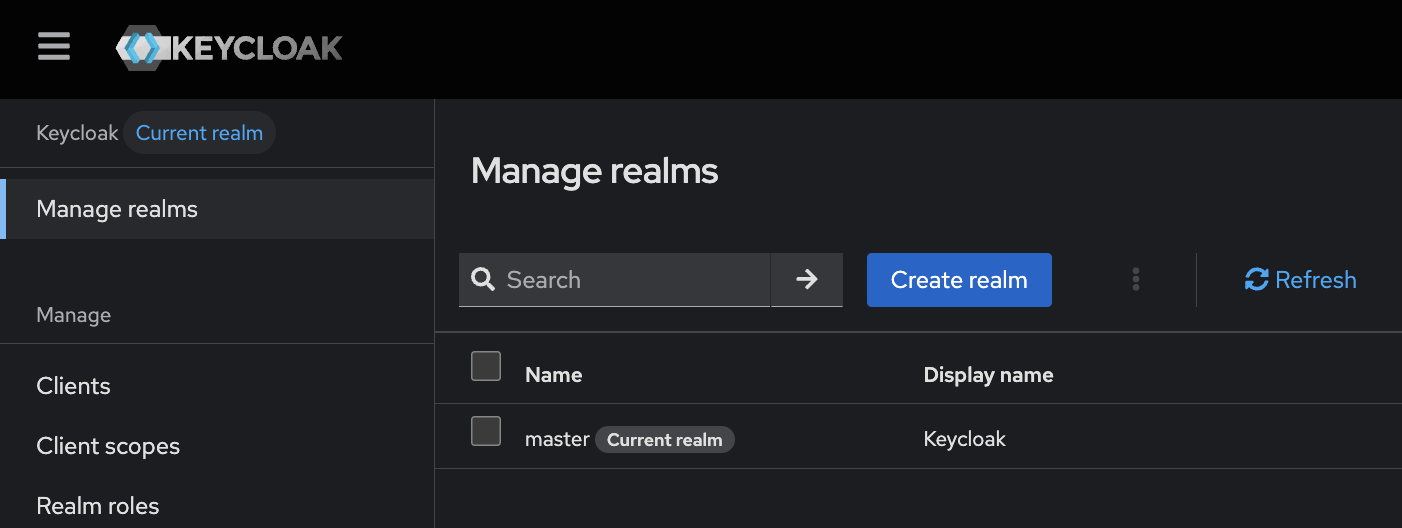 KEYCLOAK
Keycloak Current realm
Manage realms
Manage
Clients
Client scopes
Realm roles
Manage realms
Search
Create realm
Refresh
Name Display name
master Current realm Keycloak